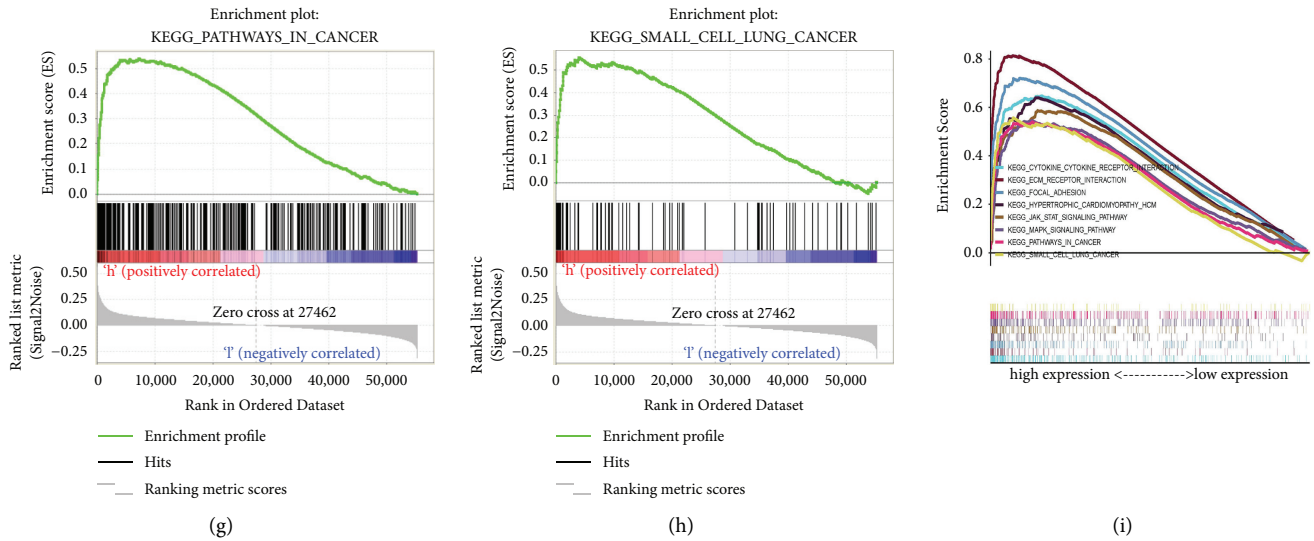 Enrichment plot:
KEGG_PATHWAYS_IN_CANCER
Enrichment score (ES)
0.5
0.4
0.3
0.2
0.1
0.0
'h' (positively correlated)
Ranked list metric
(Signal2Noise)
0.50
0.25
0.00
−0.25
Zero cross at 27462
'l' (negatively correlated)
0
10,000
20,000
30,000
40,000
50,000
Rank in Ordered Dataset
Enrichment profile
Hits
Ranking metric scores
(g)
Enrichment plot:
KEGG_SMALL_CELL_LUNG_CANCER
Enrichment score (ES)
0.5
0.4
0.3
0.2
0.1
0.0
'h' (positively correlated)
Ranked list metric
(Signal2Noise)
0.50
0.25
0.00
−0.25
Zero cross at 27462
'l' (negatively correlated)
0
10,000
20,000
30,000
40,000
50,000
Rank in Ordered Dataset
Enrichment profile
Hits
Ranking metric scores
(h)
Enrichment Score
0.8
0.6
0.4
0.2
0.0
KEGG_CYTOKINE_CYTOKINE_RECEPTOR_INTERACTION
KEGG_ECM_RECEPTOR_INTERACTION
KEGG_FOCAL_ADHESION
KEGG_HYPERTROPHIC_CARDIOMYOPATHY_HCM
KEGG_JAK_STAT_SIGNALING_PATHWAY
KEGG_MAPK_SIGNALING_PATHWAY
KEGG_PATHWAYS_IN_CANCER
KEGG_SMALL_CELL_LUNG_CANCER
high expression <----------->low expression
(i)